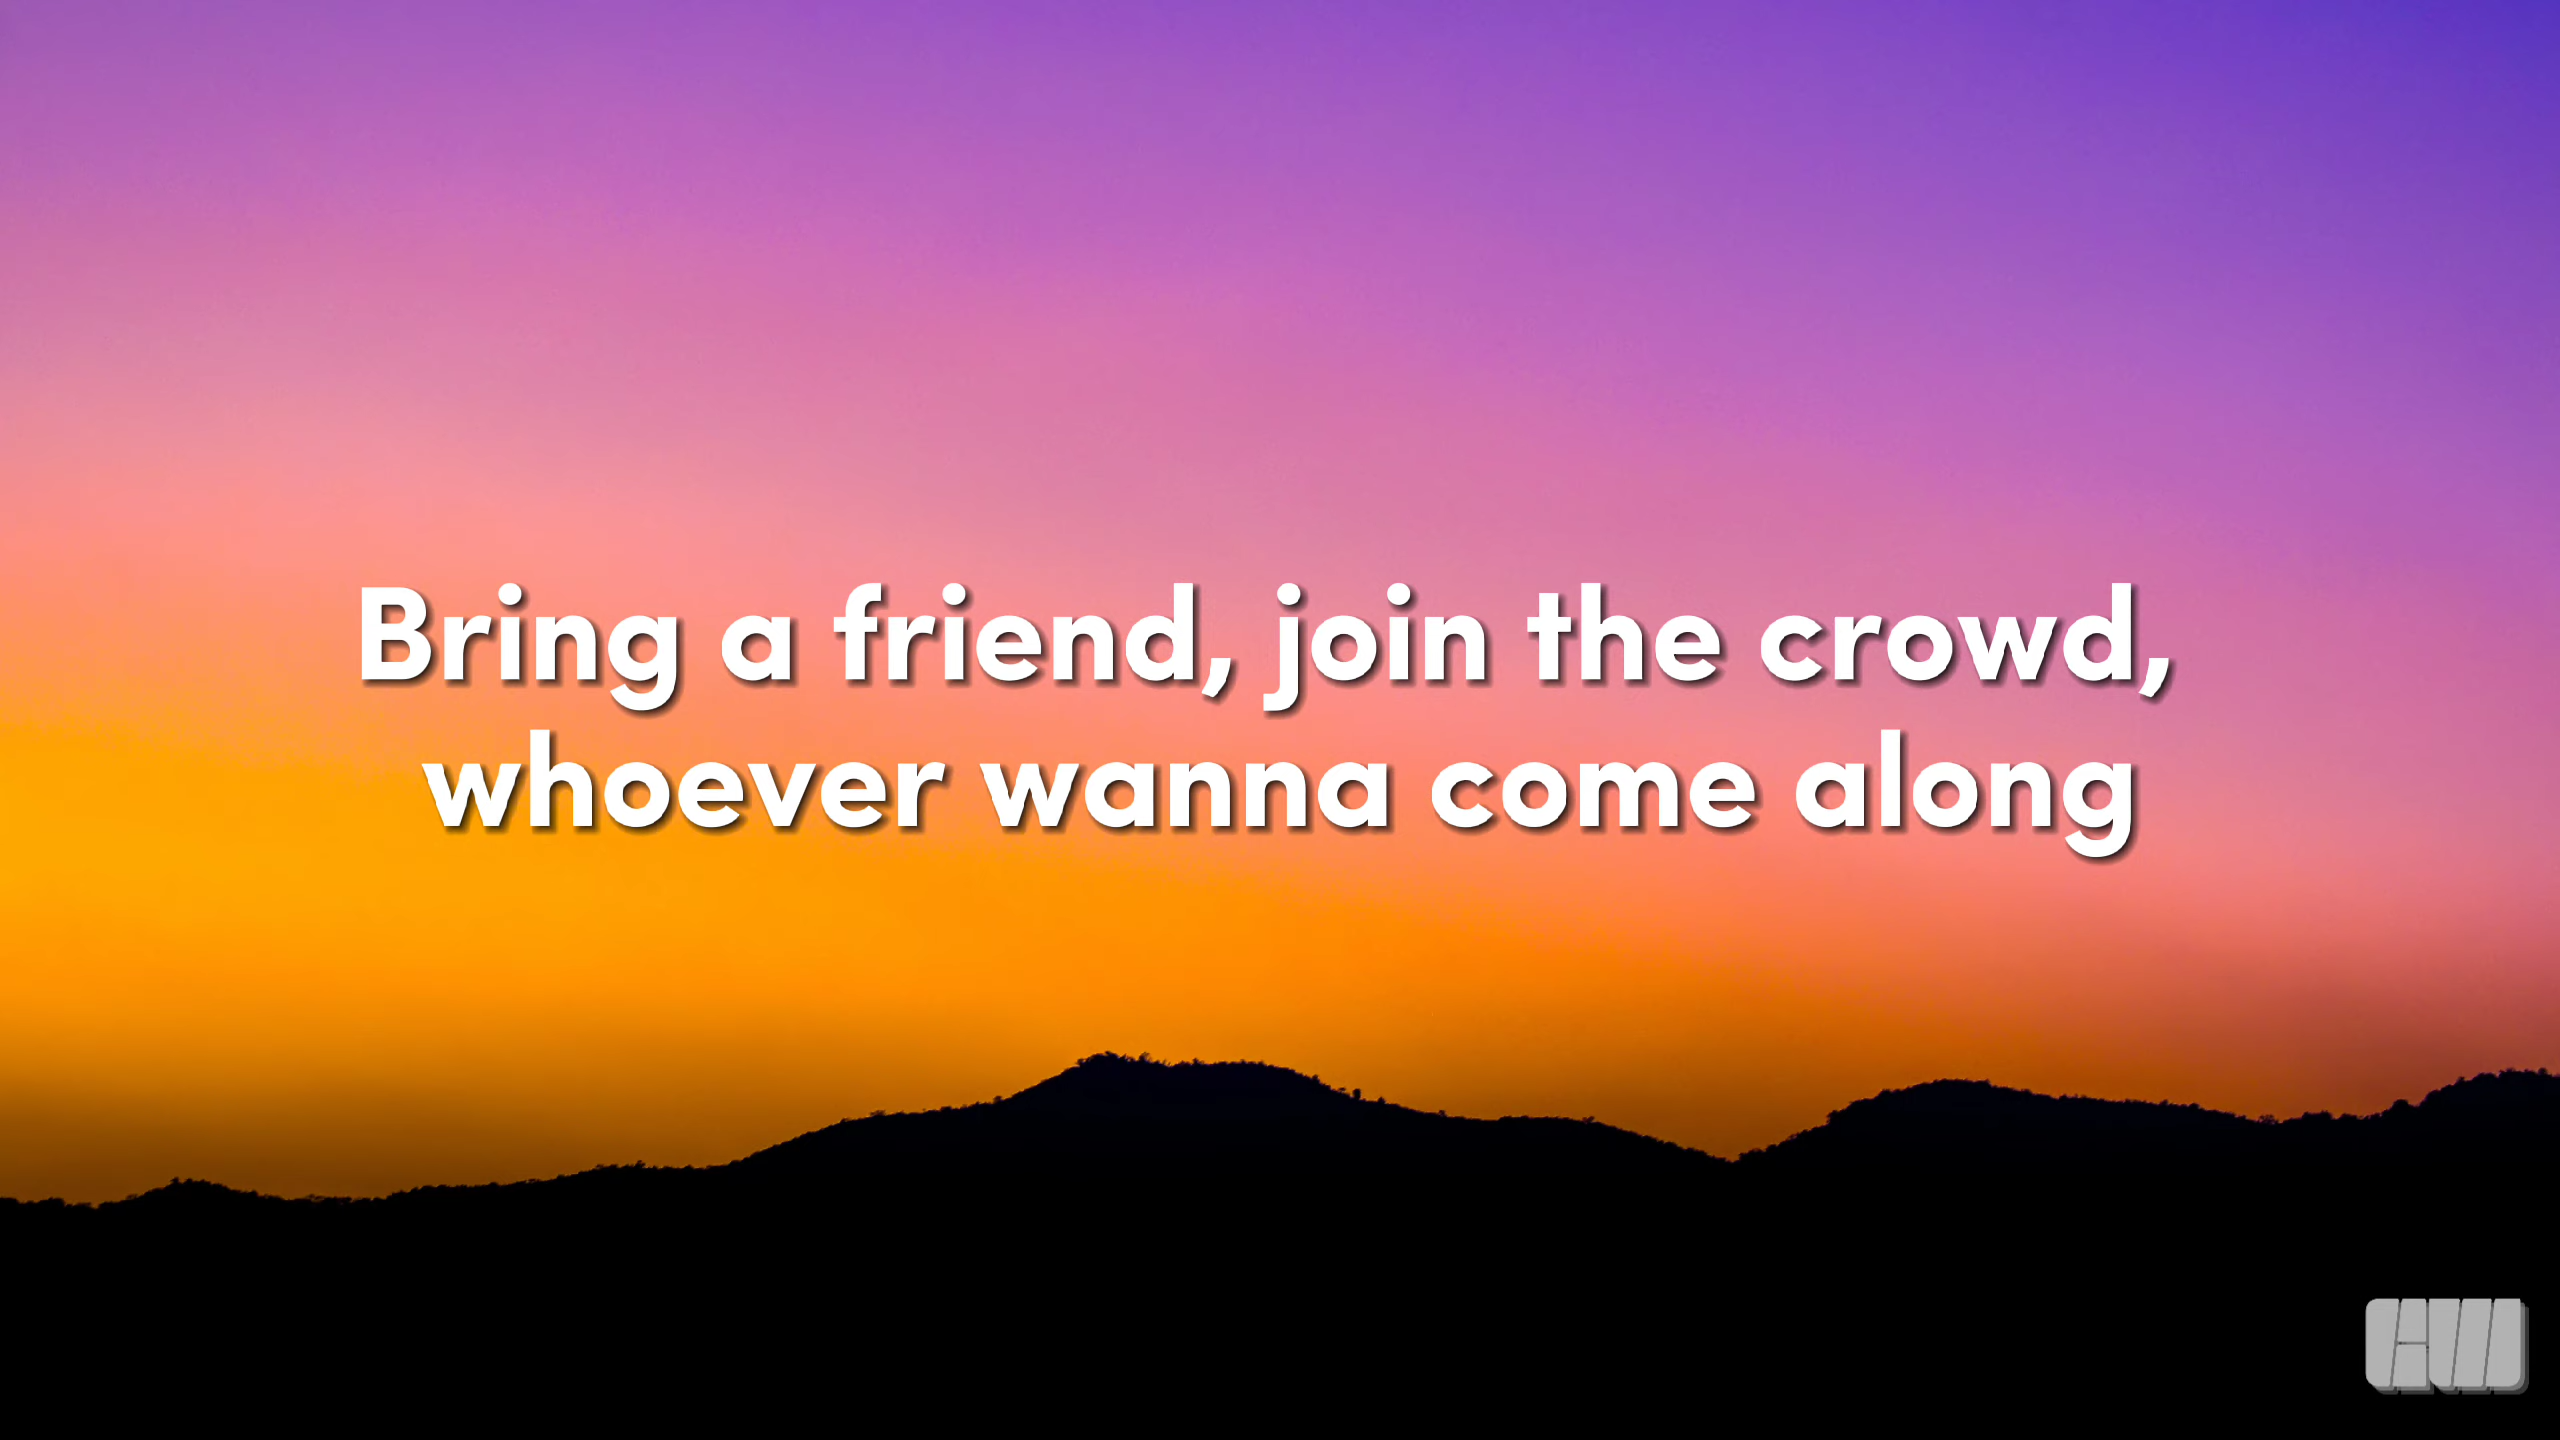 Bring a friend, join the crowd,
whoever wanna come along